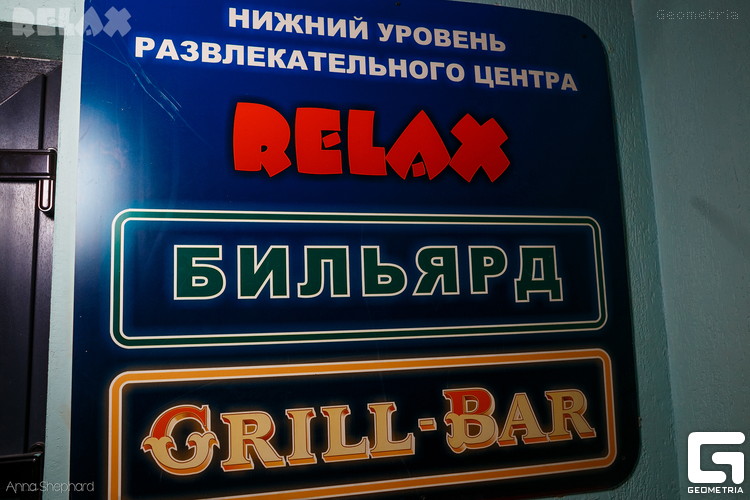 RELAX
Geometria
НИЖНИЙ УРОВЕНЬ
РАЗВЛЕКАТЕЛЬНОГО ЦЕНТРА
RELAX
БИЛЬЯРД
GRILL-BAR
Anna Shephard
GEOMETRIA